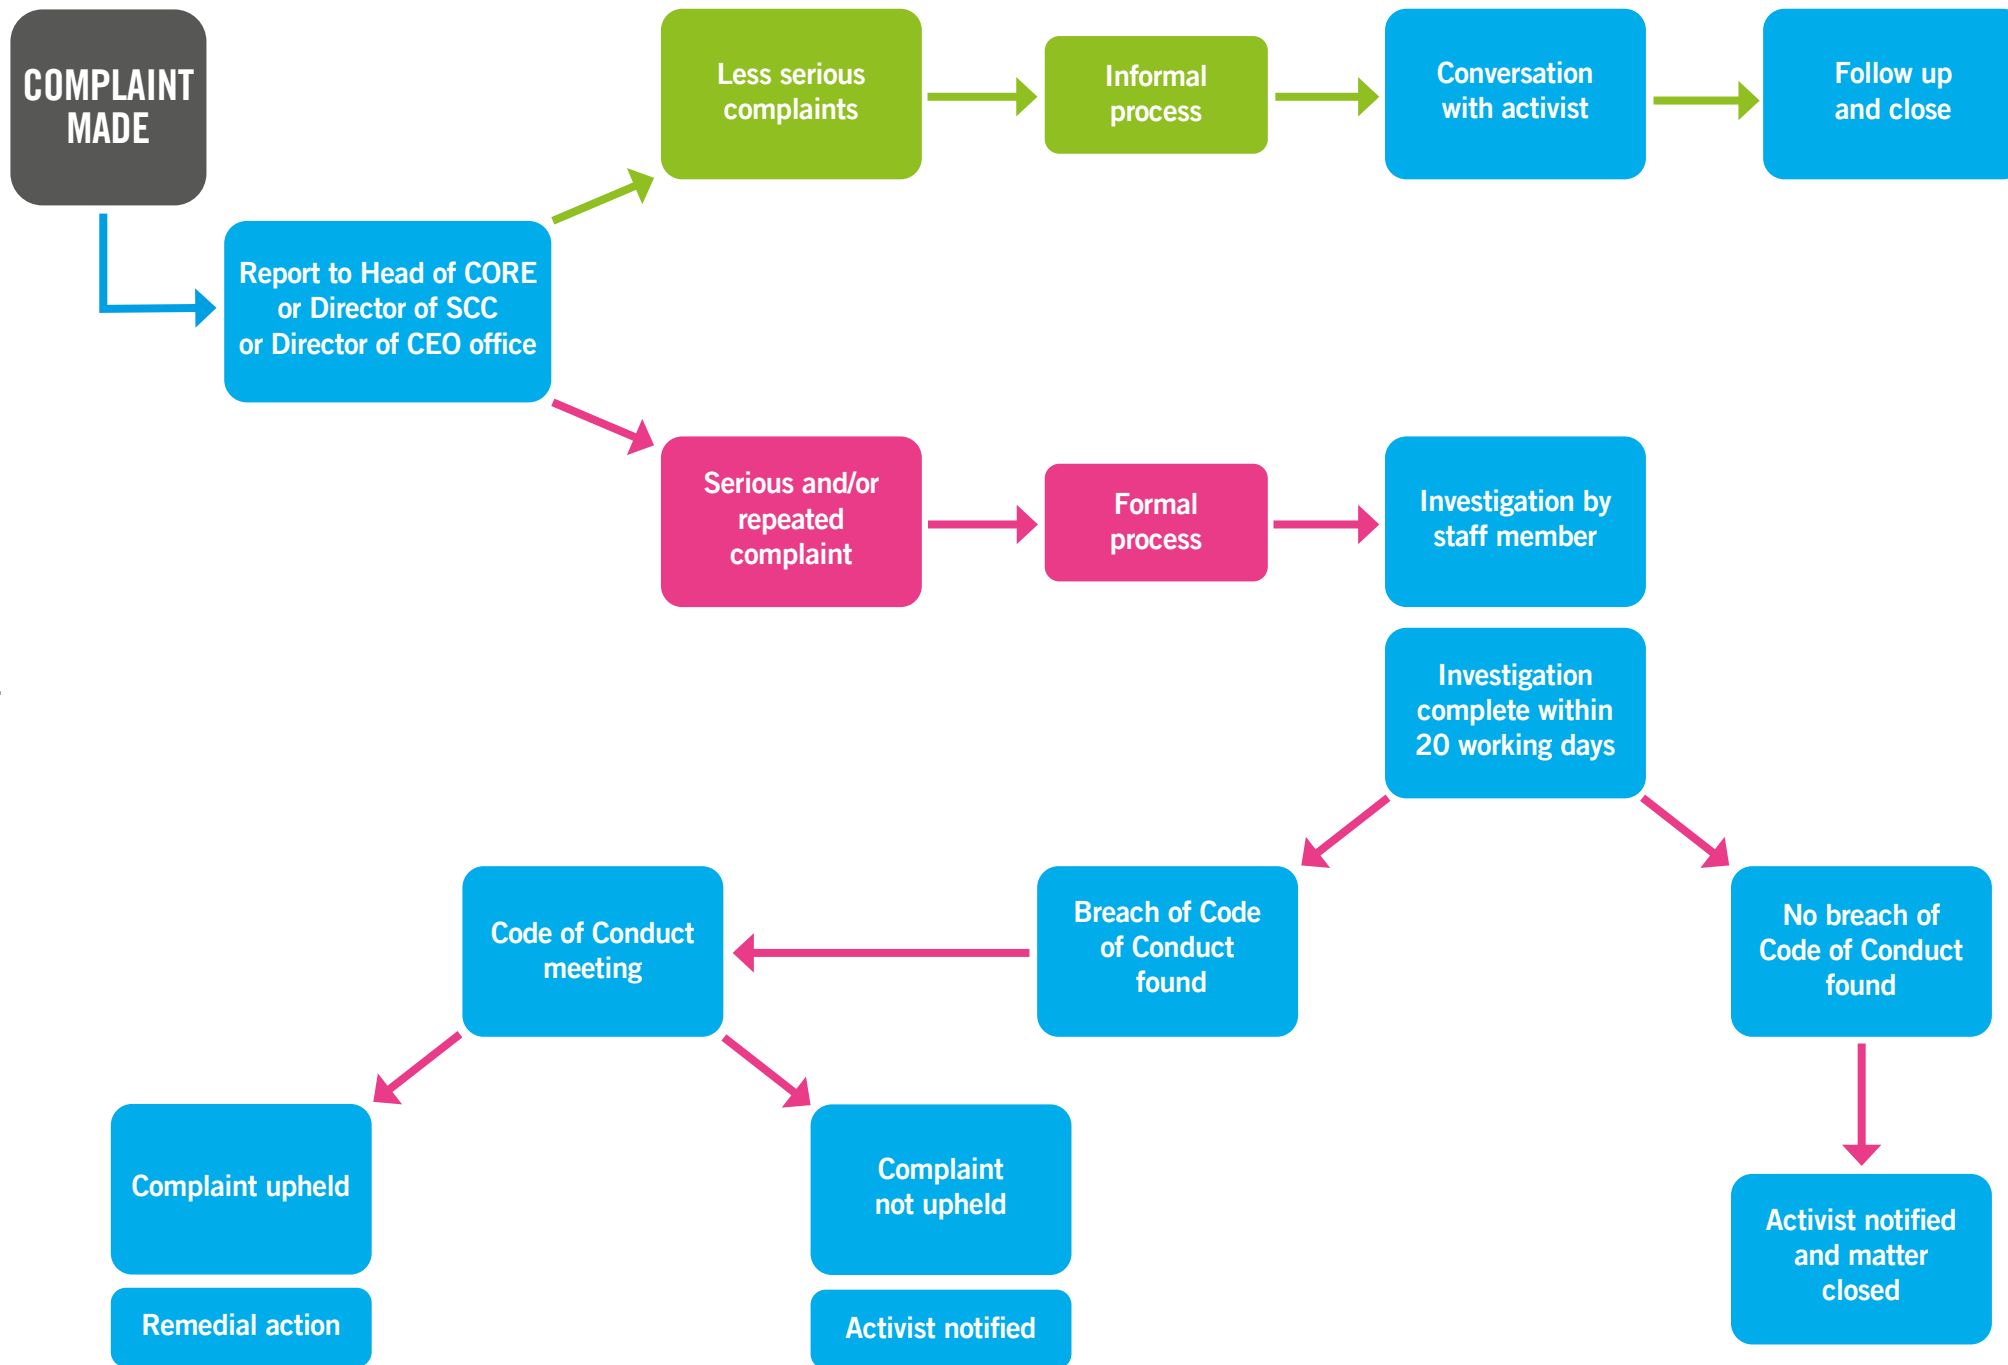 COMPLAINT
MADE
Less serious
complaints
Informal
process
Conversation
with activist
Follow up
and close
Report to Head of CORE
or Director of SCC
or Director of CEO office
Serious and/or
repeated
complaint
Formal
process
Investigation by
staff member
Investigation
complete within
20 working days
Code of Conduct
meeting
Breach of Code
of Conduct
found
No breach of
Code of Conduct
found
Complaint upheld
Complaint
not upheld
Activist notified
and matter
closed
Remedial action
Activist notified